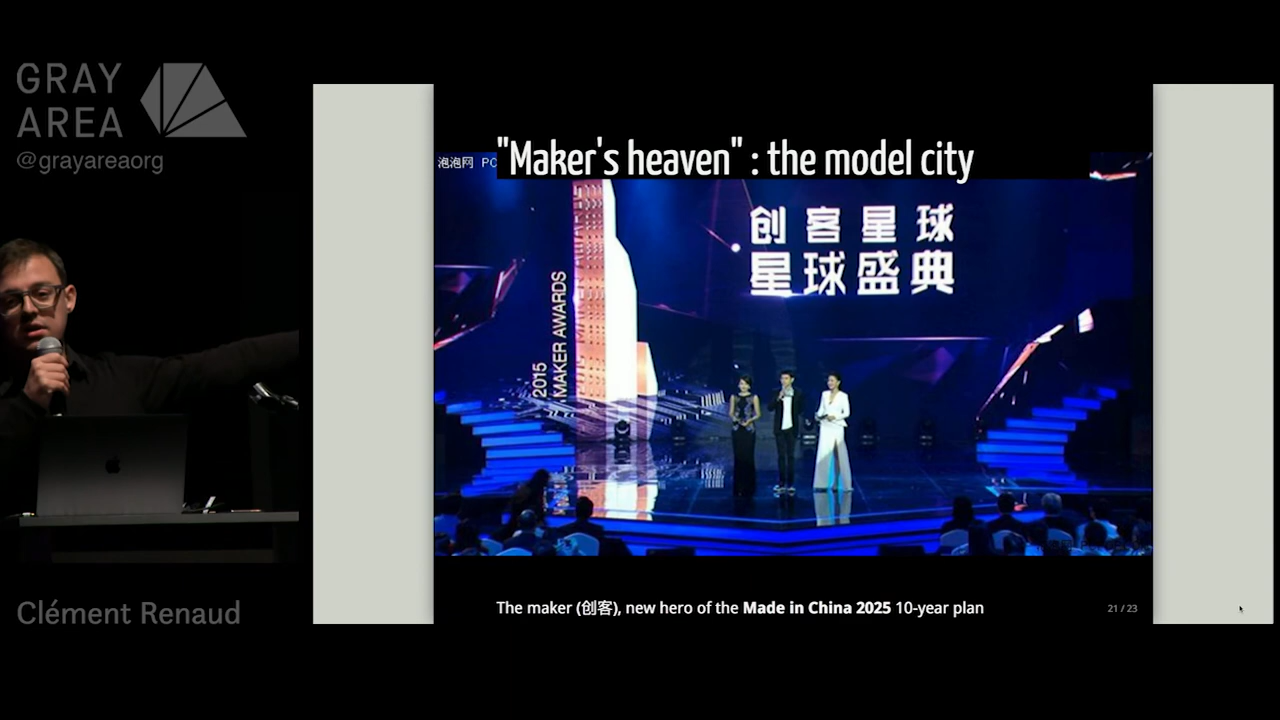 GRAY
AREA
@grayareaorg
"Maker's heaven" : the model city
泡泡网 PC
创客星球
星球盛典
2015
MAKER AWARDS
The maker (创客), new hero of the Made in China 2025 10-year plan
21 / 23
Clément Renaud